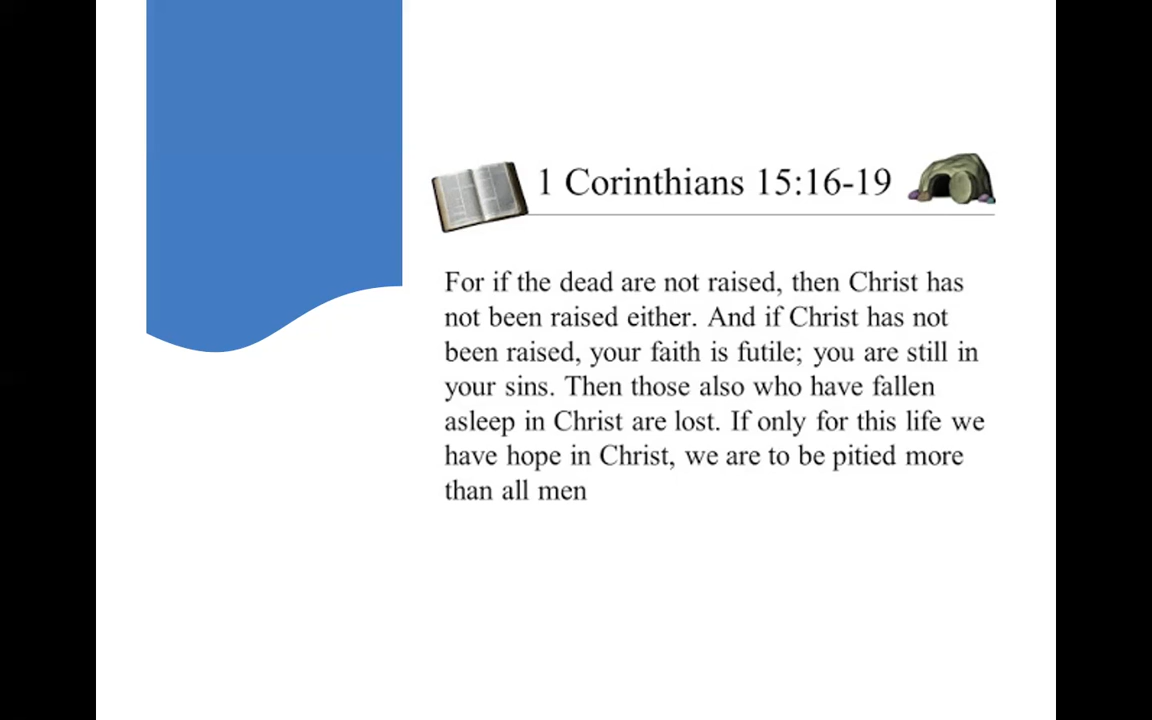 1 Corinthians 15:16-19
For if the dead are not raised, then Christ has
not been raised either. And if Christ has not
been raised, your faith is futile; you are still in
your sins. Then those also who have fallen
asleep in Christ are lost. If only for this life we
have hope in Christ, we are to be pitied more
than all men